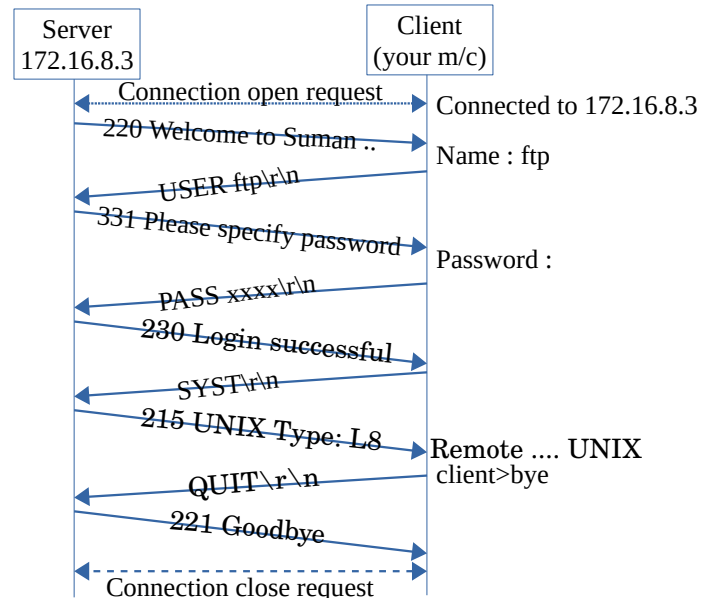 Server
172.16.8.3
Client
(your m/c)
Connection open request
Connected to 172.16.8.3
220 Welcome to Suman ..
Name : ftp
USER ftp\r\n
331 Please specify password
Password :
PASS xxxx\r\n
230 Login successful
SYST\r\n
215 UNIX Type: L8
Remote .... UNIX
client>bye
QUIT\r\n
221 Goodbye
Connection close request